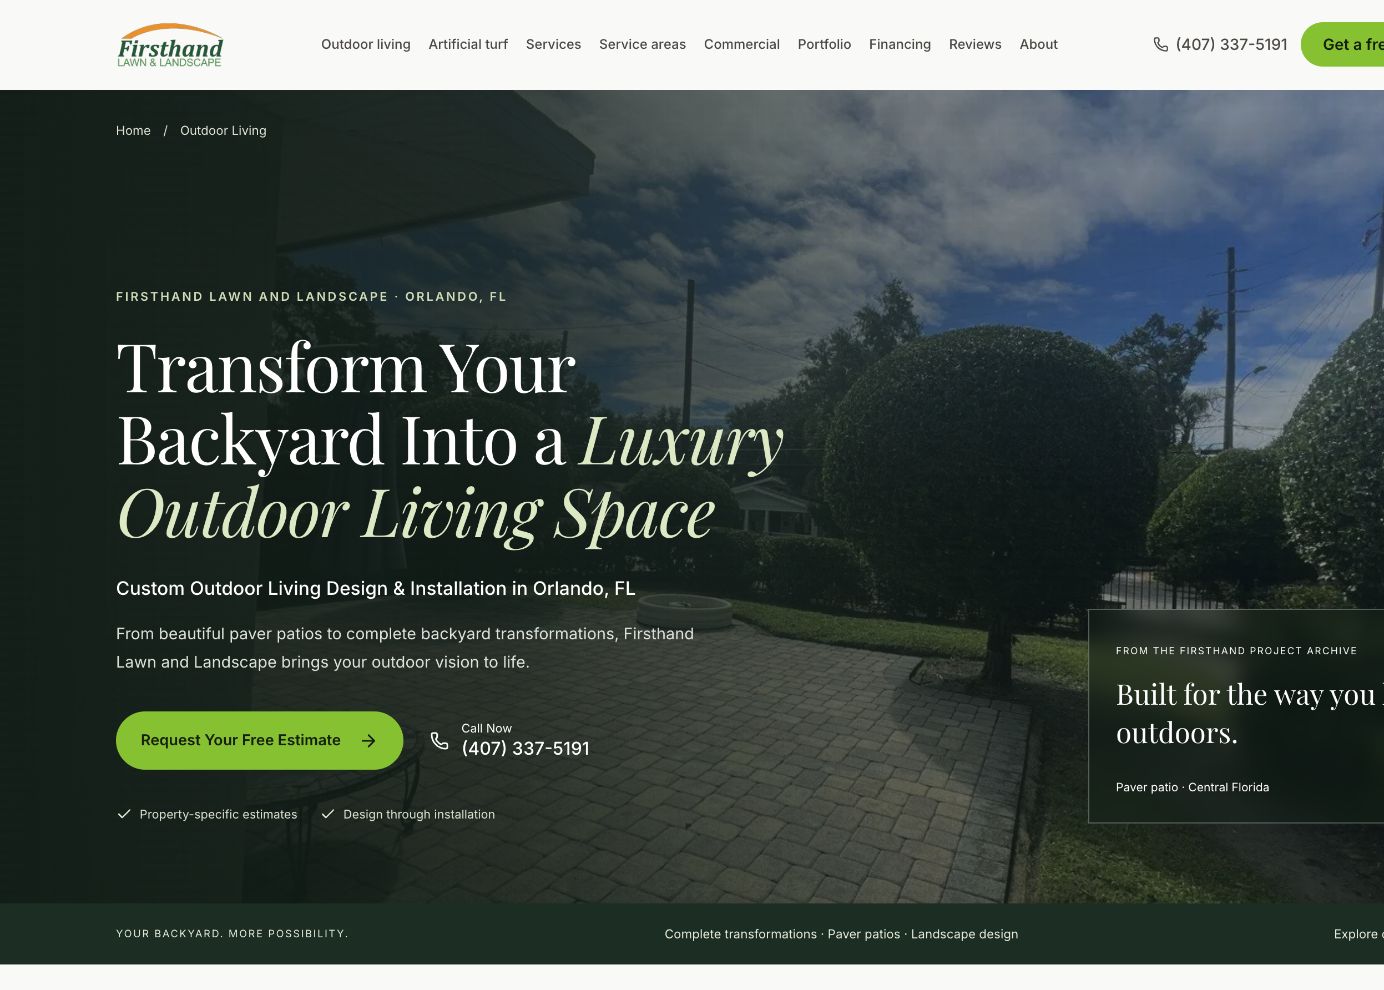 Firsthand
LAWN & LANDSCAPE
Outdoor living Artificial turf Services Service areas Commercial Portfolio Financing Reviews About
(407) 337-5191
Get a
Home / Outdoor Living
FIRSTHAND LAWN AND LANDSCAPE · ORLANDO, FL
Transform Your
Backyard Into a Luxury
Outdoor Living Space
Custom Outdoor Living Design & Installation in Orlando, FL
From beautiful paver patios to complete backyard transformations, Firsthand
Lawn and Landscape brings your outdoor vision to life.
Request Your Free Estimate
Call Now
(407) 337-5191
Property-specific estimates
Design through installation
FROM THE FIRSTHAND PROJECT ARCHIVE
Built for the way you
outdoors.
Paver patio · Central Florida
YOUR BACKYARD. MORE POSSIBILITY.
Complete transformations · Paver patios · Landscape design
Explore